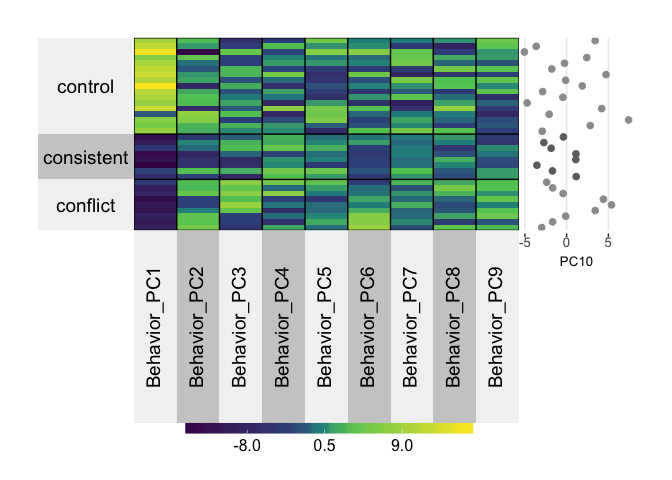 control
consistent
conflict
-5
0
5
PC10
Behavior_PC1
Behavior_PC2
Behavior_PC3
Behavior_PC4
Behavior_PC5
Behavior_PC6
Behavior_PC7
Behavior_PC8
Behavior_PC9
-8.0
0.5
9.0